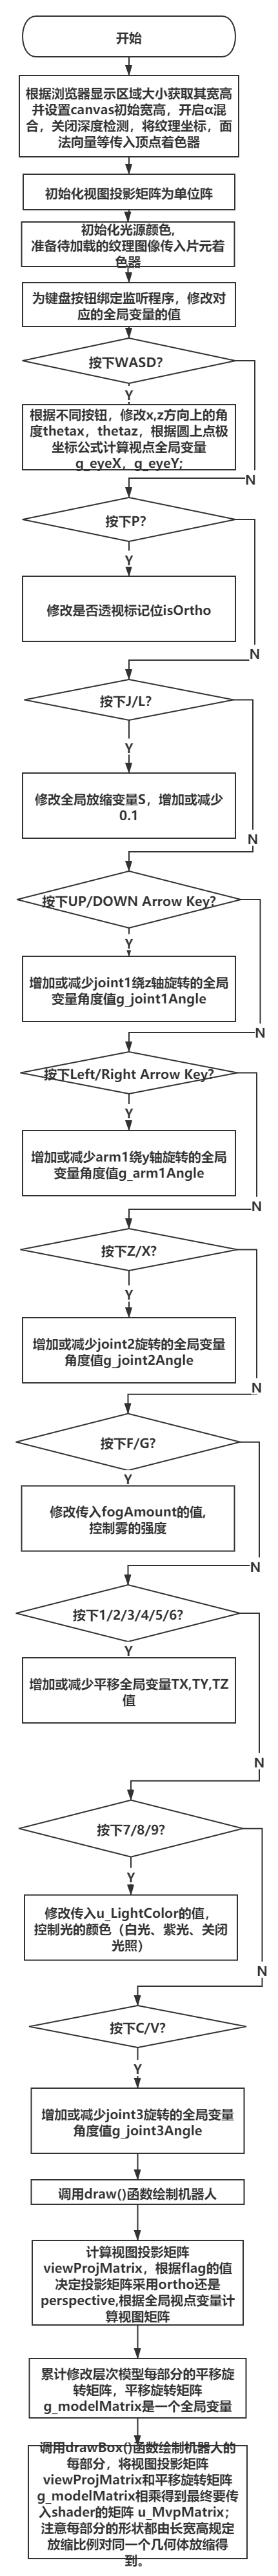 开始
根据浏览器显示区域大小获取其宽高
并设置canvas初始宽高，开启α混
合，关闭深度检测，将纹理坐标，面
法向量等传入顶点着色器
初始化视图投影矩阵为单位阵
初始化光源颜色,
准备待加载的纹理图像传入片元着
色器
为键盘按钮绑定监听程序，修改对
应的全局变量的值
按下WASD?
Y
根据不同按钮，修改x,z方向上的角
度thetax，thetaz，根据圆上点极
坐标公式计算视点全局变量
g_eyeX，g_eyeY;
N
按下P?
Y
修改是否透视标记位isOrtho
N
按下J/L?
Y
修改全局放缩变量S，增加或减少
0.1
N
按下UP/DOWN Arrow Key?
Y
增加或减少joint1绕z轴旋转的全局
变量角度值g_joint1Angle
N
按下Left/Right Arrow Key?
Y
增加或减少arm1绕y轴旋转的全局
变量角度值g_arm1Angle
N
按下Z/X?
Y
增加或减少joint2旋转的全局变量
角度值g_joint2Angle
N
按下F/G?
Y
修改传入fogAmount的值,
控制雾的强度
N
按下1/2/3/4/5/6?
Y
增加或减少平移全局变量TX,TY,TZ
值
N
按下7/8/9?
Y
修改传入u_LightColor的值，
控制光的颜色（白光、紫光、关闭
光照）
N
按下C/V?
Y
增加或减少joint3旋转的全局变量
角度值g_joint3Angle
调用draw()函数绘制机器人
计算视图投影矩阵
viewProjMatrix，根据flag的值
决定投影矩阵采用ortho还是
perspective,根据全局视点变量计
算视图矩阵
累计修改层次模型每部分的平移旋
转矩阵，平移旋转矩阵
g_modelMatrix是一个全局变量
调用drawBox()函数绘制机器人的
每部分，将视图投影矩阵
viewProjMatrix和平移旋转矩阵
g_modelMatrix相乘得到最终要传
入shader的矩阵 u_MvpMatrix；
注意每部分的形状都由长宽高规定
放缩比例对同一个几何体放缩得
到。